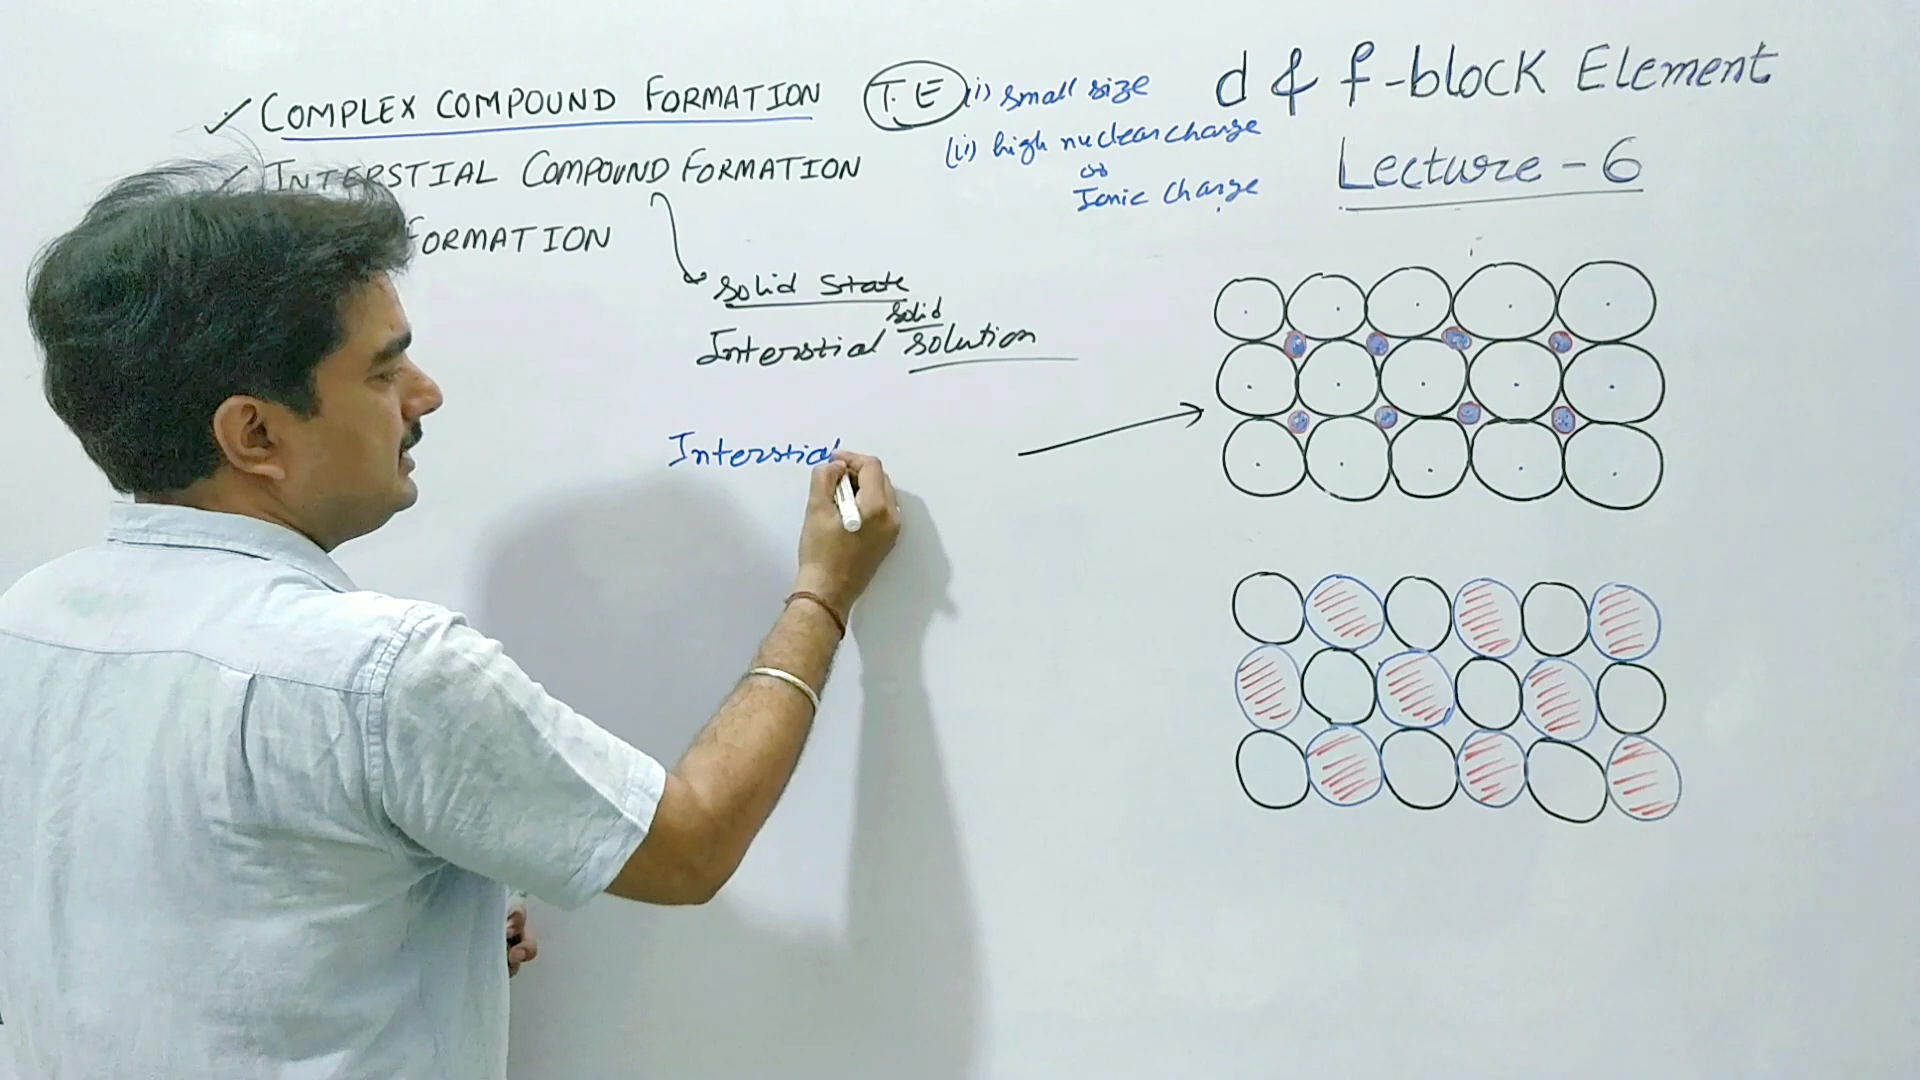 ✓ COMPLEX COMPOUND FORMATION
T.E (i) small size
(ii) high nuclear charge
or
Ionic charge
d & f-block Element
Lecture - 6
✓ INTERSTIAL COMPOUND FORMATION
FORMATION
solid state
Interstial solid solution
Interstial